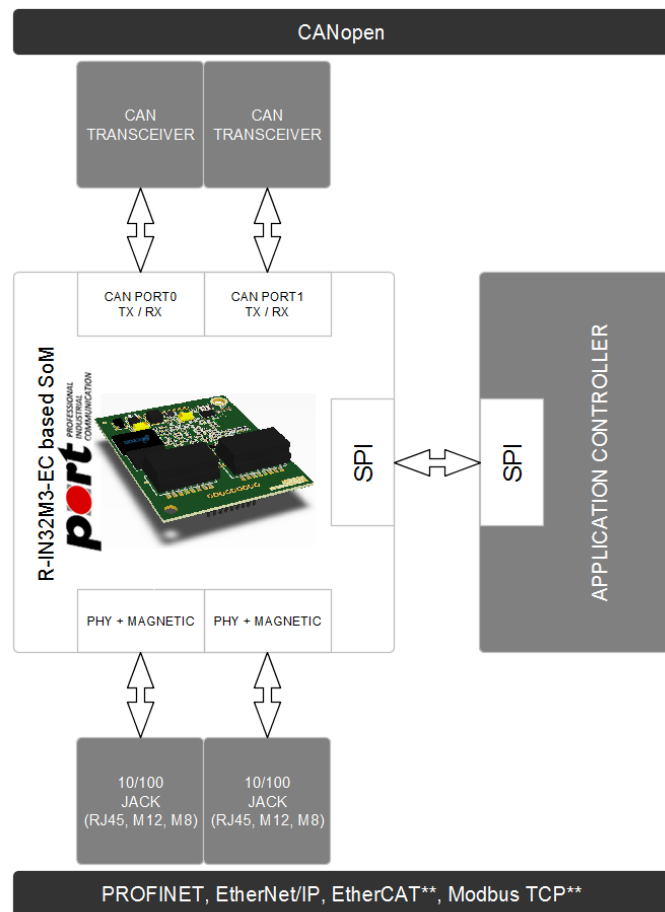 CANopen
CAN
TRANSCEIVER
CAN
TRANSCEIVER
CAN PORT0
TX / RX
CAN PORT1
TX / RX
R-IN32M3-EC based SoM
port
PROFESSIONAL
INDUSTRIAL
COMMUNICATION
SPI
SPI
APPLICATION CONTROLLER
PHY + MAGNETIC
PHY + MAGNETIC
10/100
JACK
(RJ45, M12, M8)
10/100
JACK
(RJ45, M12, M8)
PROFINET, EtherNet/IP, EtherCAT**, Modbus TCP**